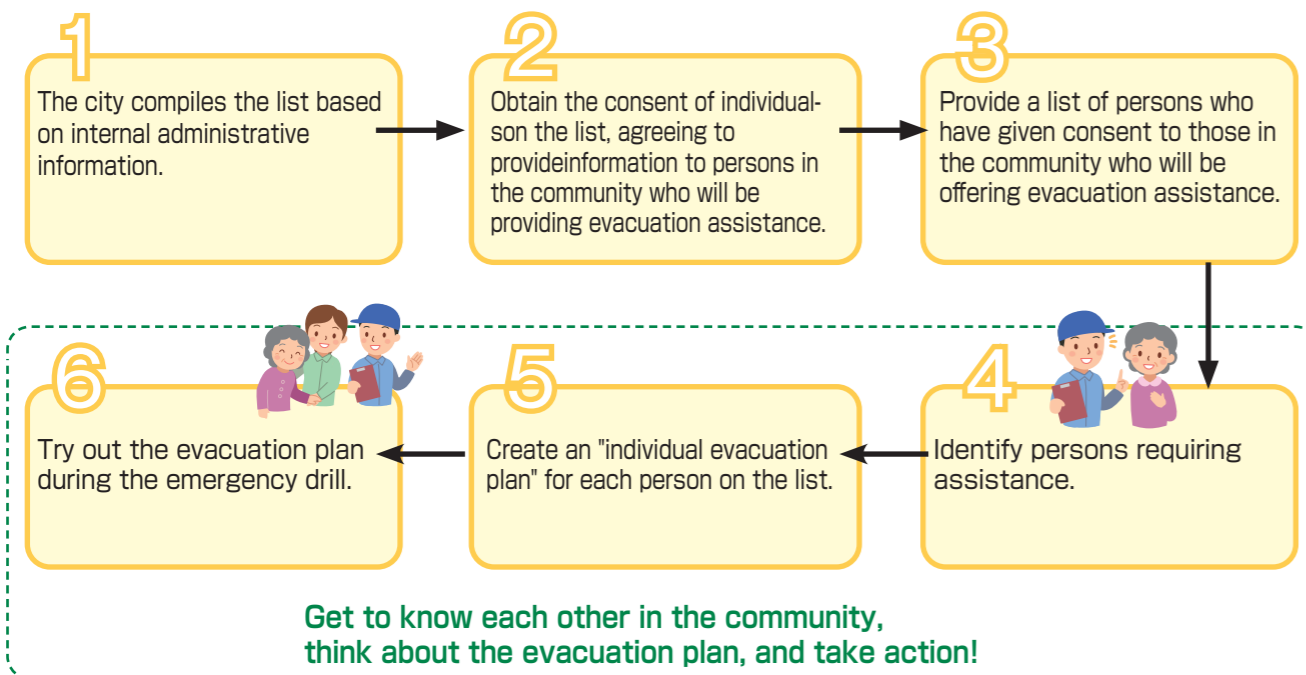 1
The city compiles the list based
on internal administrative
information.
2
Obtain the consent of individual-
son the list, agreeing to
provideinformation to persons in
the community who will be
providing evacuation assistance.
3
Provide a list of persons who
have given consent to those in
the community who will be
offering evacuation assistance.
4
Identify persons requiring
assistance.
5
Create an "individual evacuation
plan" for each person on the list.
6
Try out the evacuation plan
during the emergency drill.
Get to know each other in the community,
think about the evacuation plan, and take action!